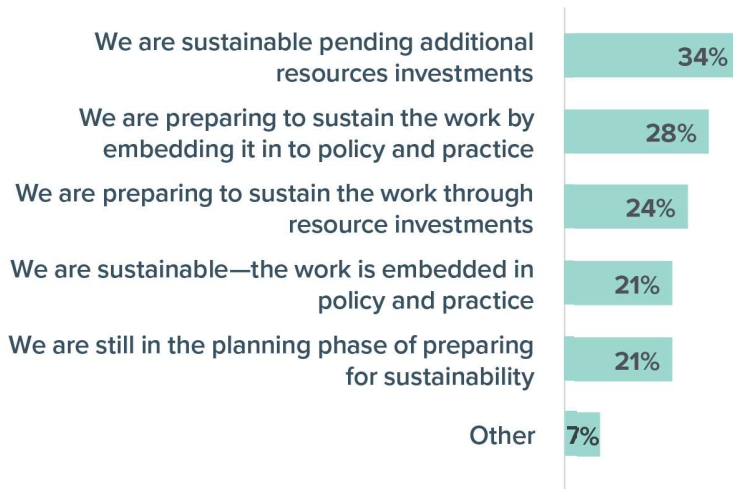 We are sustainable pending additional
resources investments
34%
We are preparing to sustain the work by
embedding it in to policy and practice
28%
We are preparing to sustain the work through
resource investments
24%
We are sustainable—the work is embedded in
policy and practice
21%
We are still in the planning phase of preparing
for sustainability
21%
Other
7%